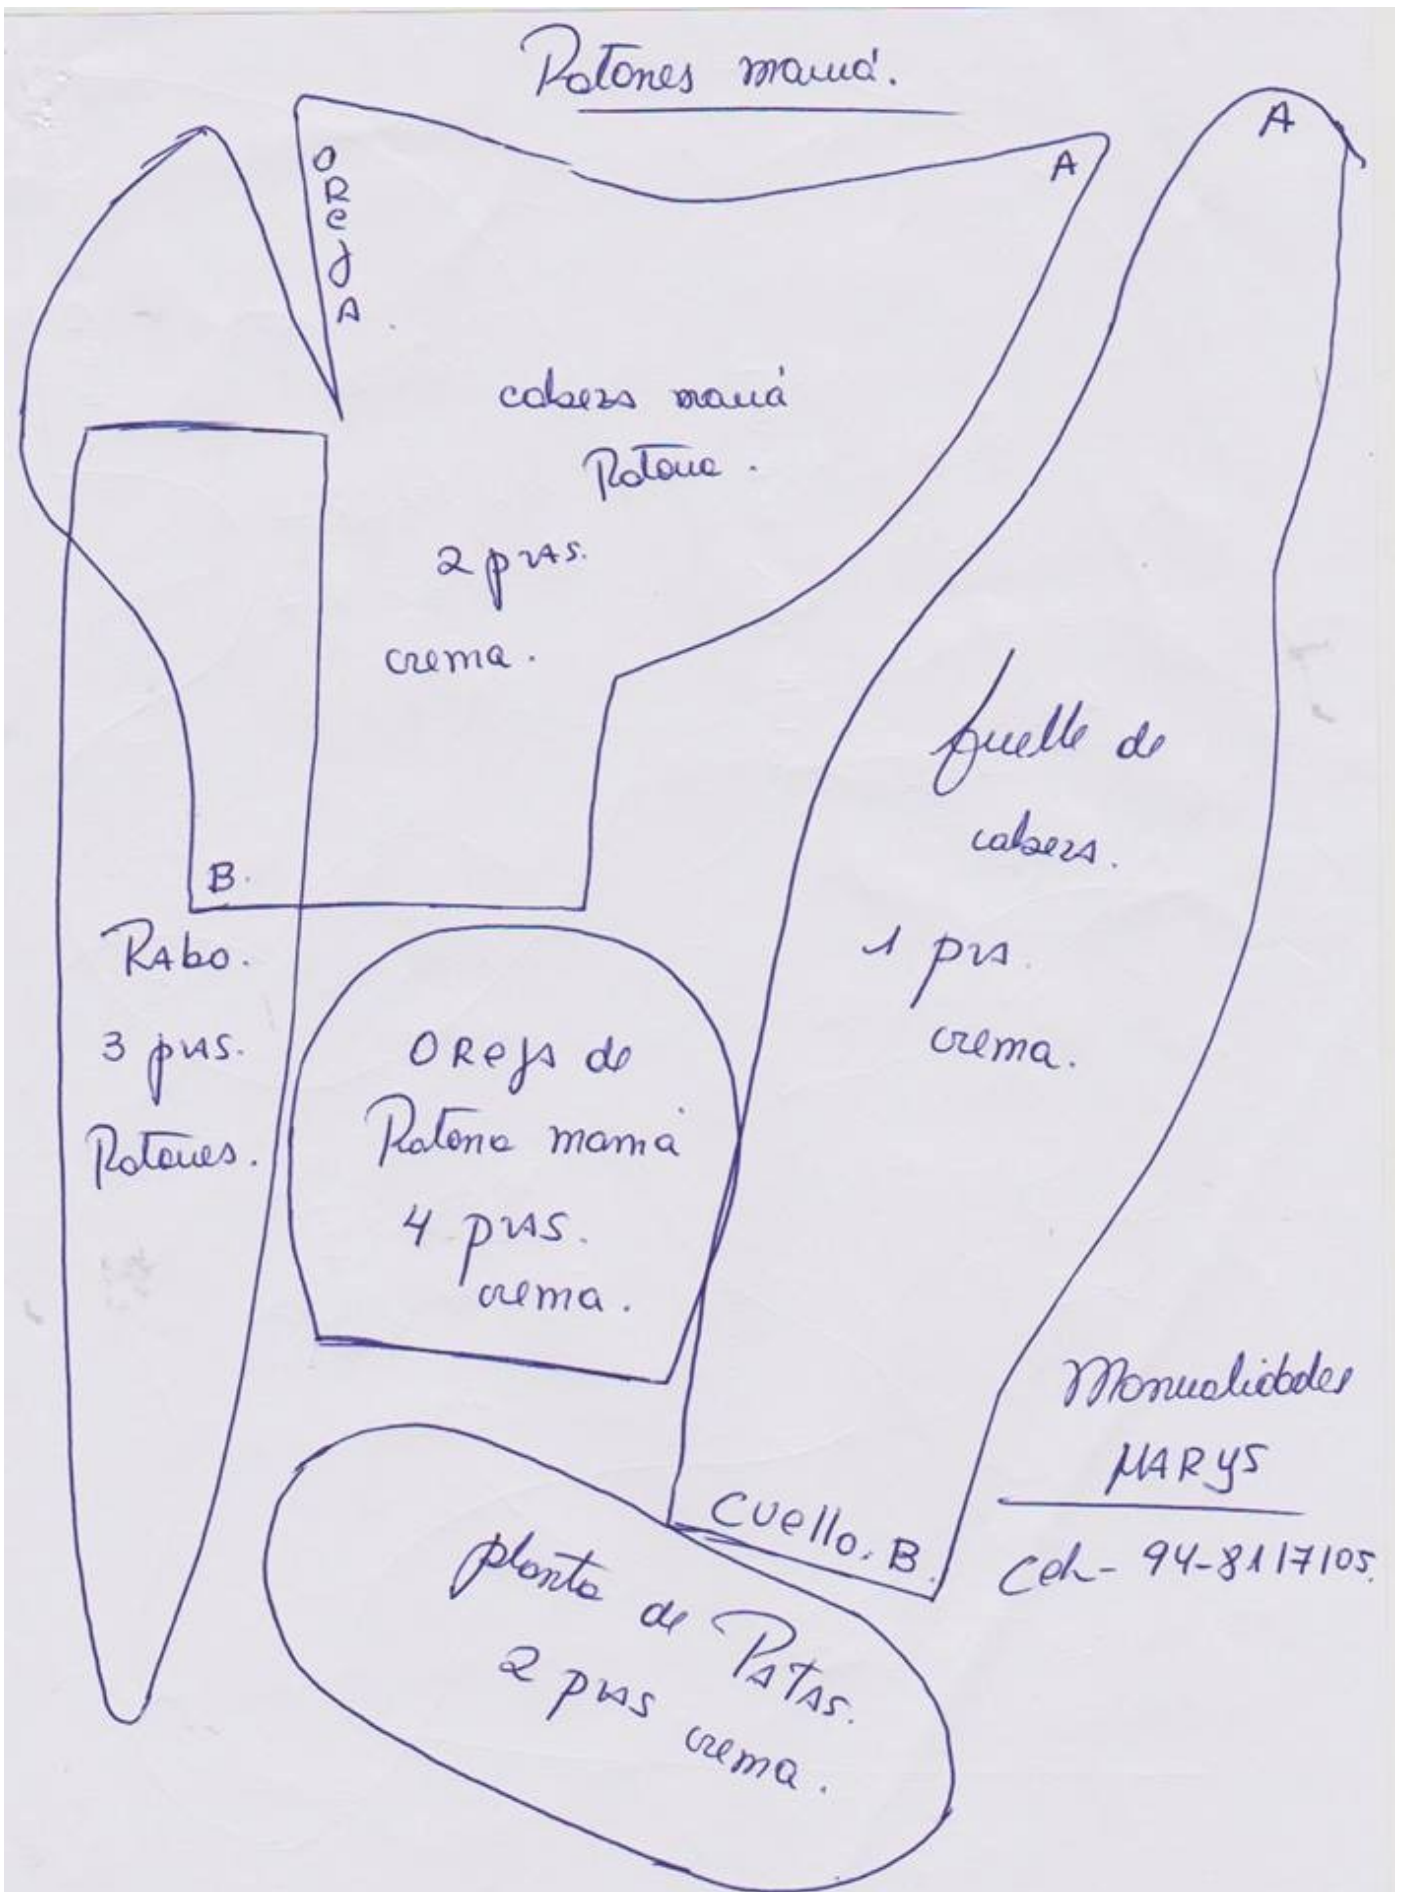 Ratones mamá.
A
A
OREJA
cabeza mamá
Ratona.
2 pzas.
crema.
fuelle de
cabeza.
1 pza.
crema.
B.
Rabo.
3 pzas.
Ratones.
Oreja de
Ratona mamá
4 pzas.
crema.
Manualidades
MARYS
Cuello. B.
Cel- 94-8117105.
planta de PATAS.
2 pzas crema.